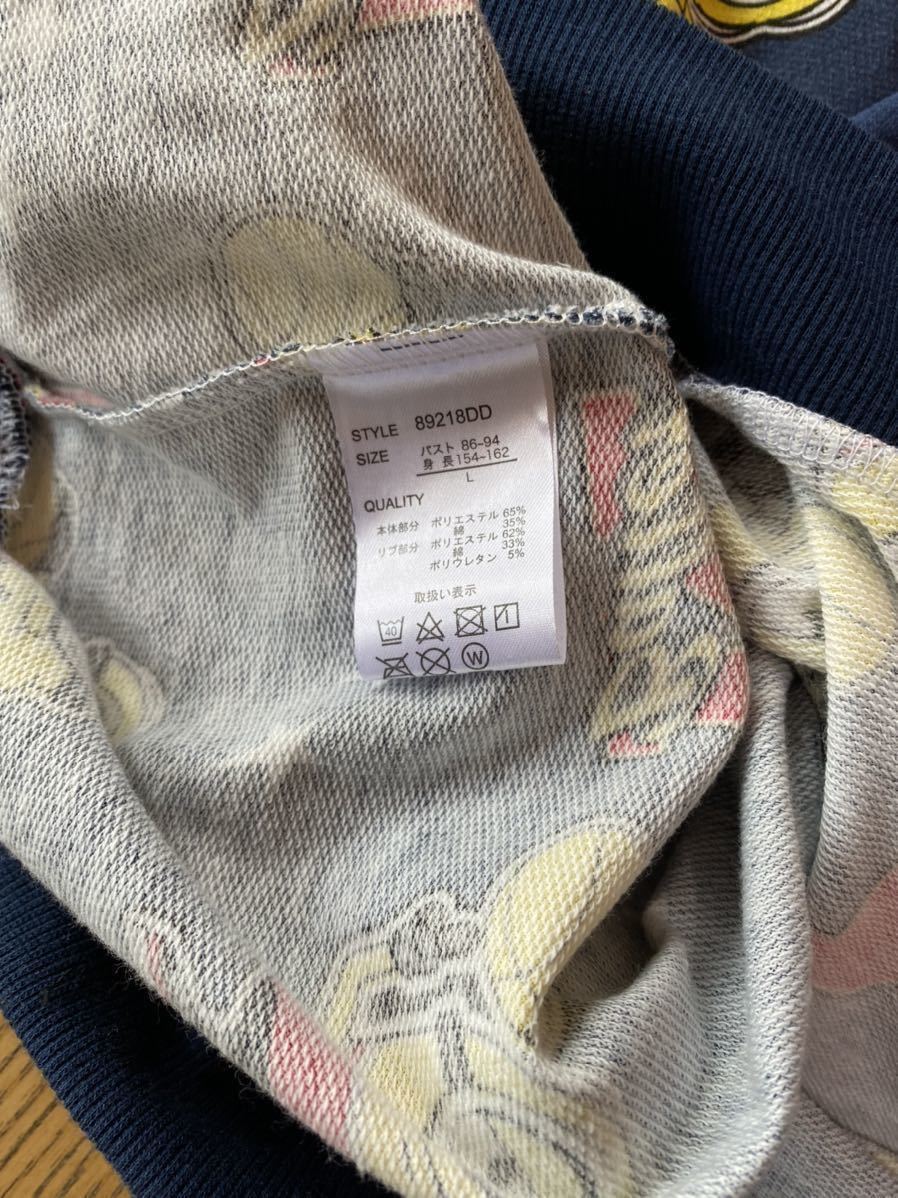 STYLE 89218DD
SIZE バスト 86-94
身 長154~162
L
QUALITY
本体部分 ポリエステル 65%
綿 35%
リブ部分 ポリエステル 62%
綿 33%
ポリウレタン 5%
取扱い表示
40
W